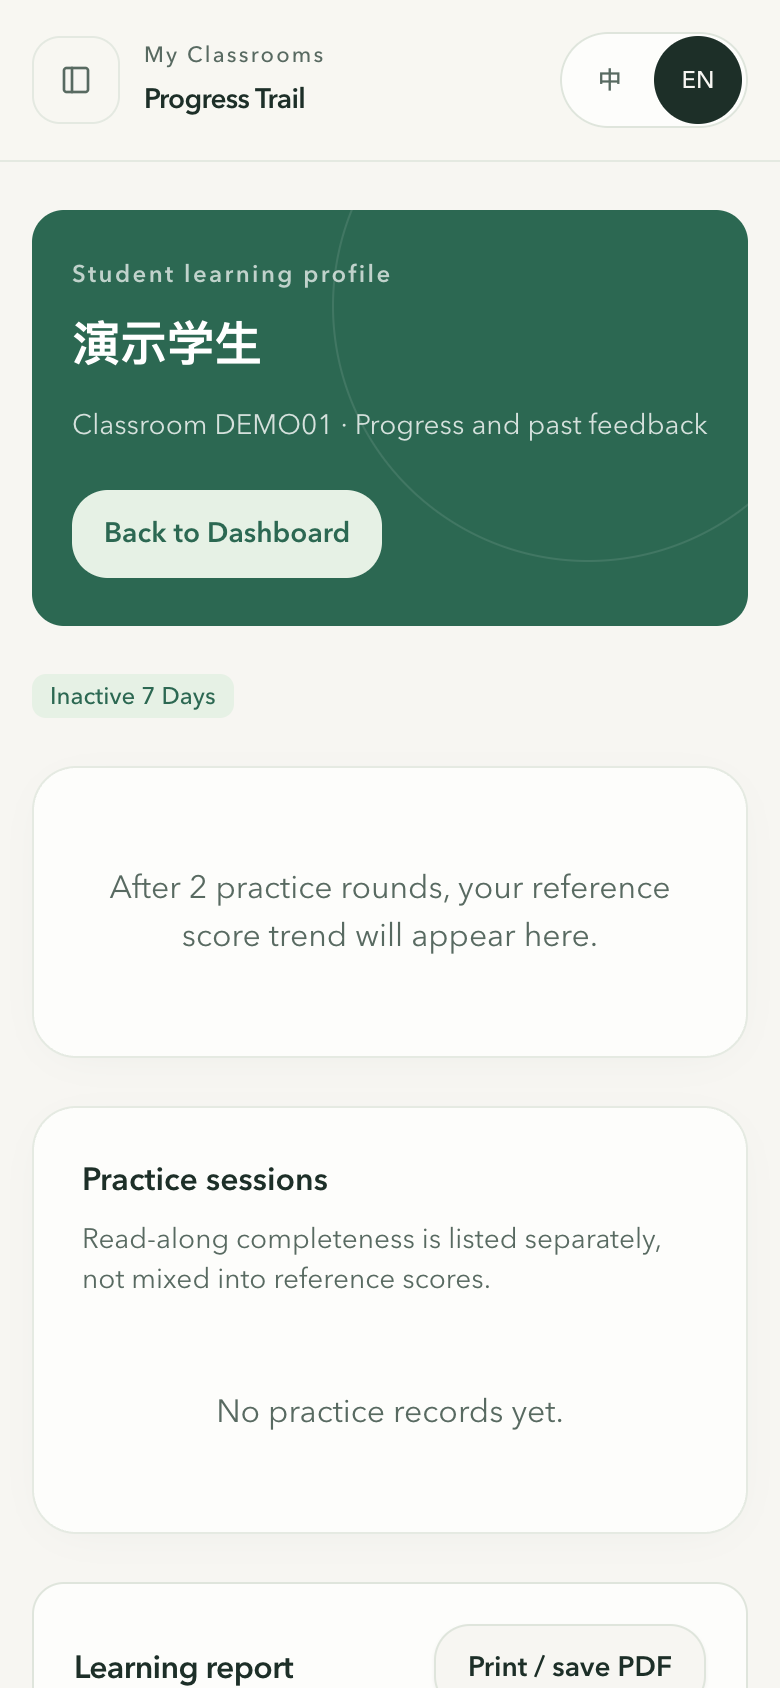 My Classrooms
Progress Trail
中
EN
Student learning profile
演示学生
Classroom DEMO01 · Progress and past feedback
Back to Dashboard
Inactive 7 Days
After 2 practice rounds, your reference
score trend will appear here.
Practice sessions
Read-along completeness is listed separately,
not mixed into reference scores.
No practice records yet.
Learning report
Print / save PDF